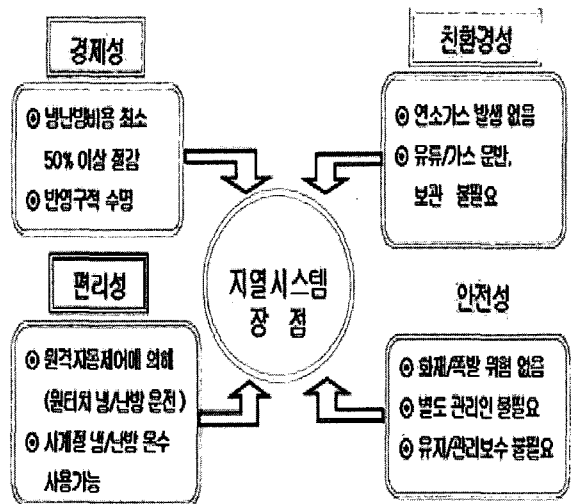 경제성
⊙ 냉난방비용 최소
50% 이상 절감
⊙ 반영구적 수명
친환경성
⊙ 연소가스 발생 없음
⊙ 유류/가스 운반,
보관 불필요
지열시스템
장 점
편리성
⊙ 원격자동제어에 의해
(원터치 냉/난방 운전)
⊙ 사계절 냉/난방 온수
사용가능
안전성
⊙ 화재/폭발 위험 없음
⊙ 별도 관리인 불필요
⊙ 유지/관리보수 불필요